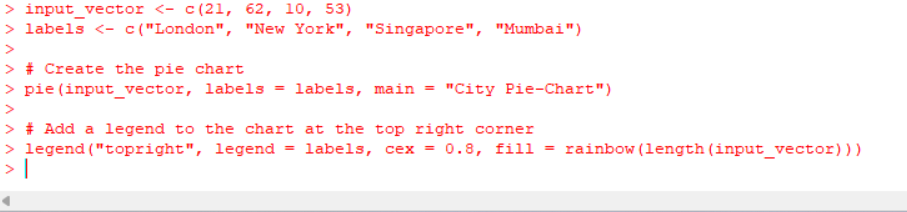 > input_vector <- c(21, 62, 10, 53)
> labels <- c("London", "New York", "Singapore", "Mumbai")
>
> # Create the pie chart
> pie(input_vector, labels = labels, main = "City Pie-Chart")
>
> # Add a legend to the chart at the top right corner
> legend("topright", legend = labels, cex = 0.8, fill = rainbow(length(input_vector)))
>